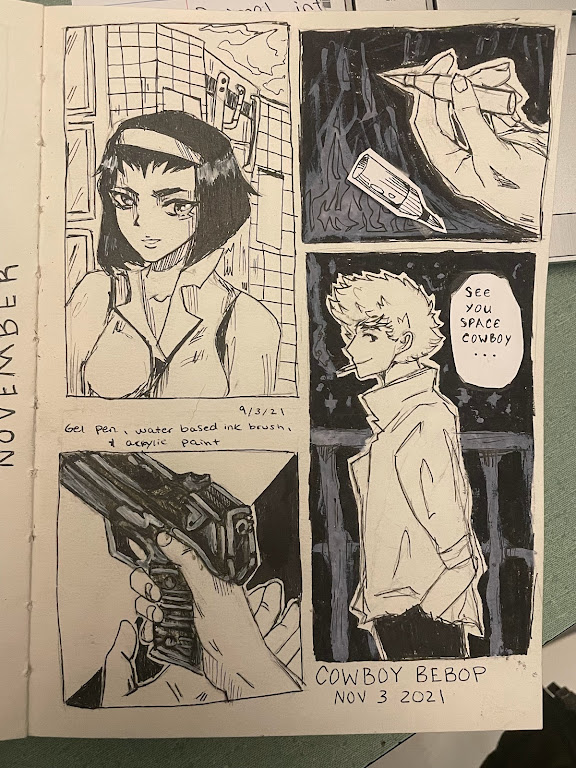 NOVEMBER
9/3/21
Gel pen, water based ink brush,
& acrylic paint
SEE
YOU
SPACE
COWBOY
...
COWBOY BEBOP
NOV 3 2021